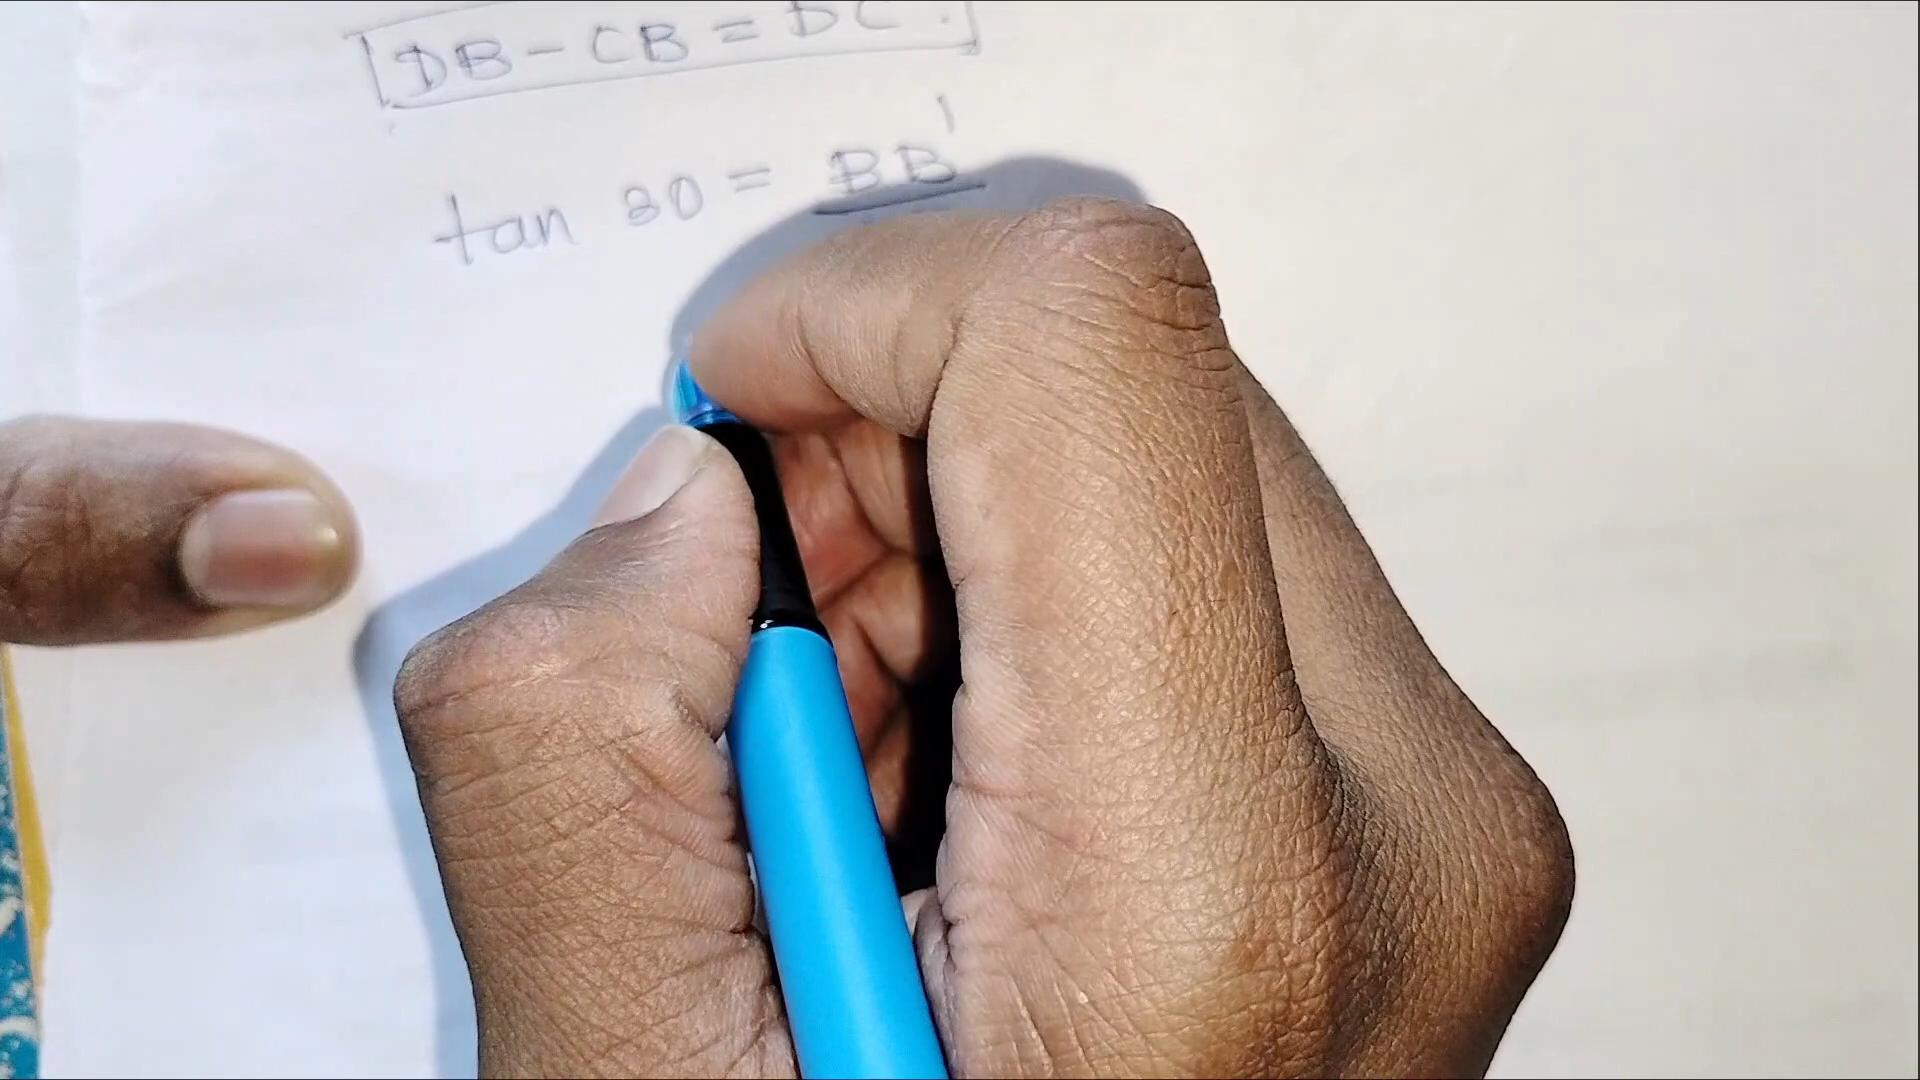 DB - CB = DC.
tan 30 = BB'